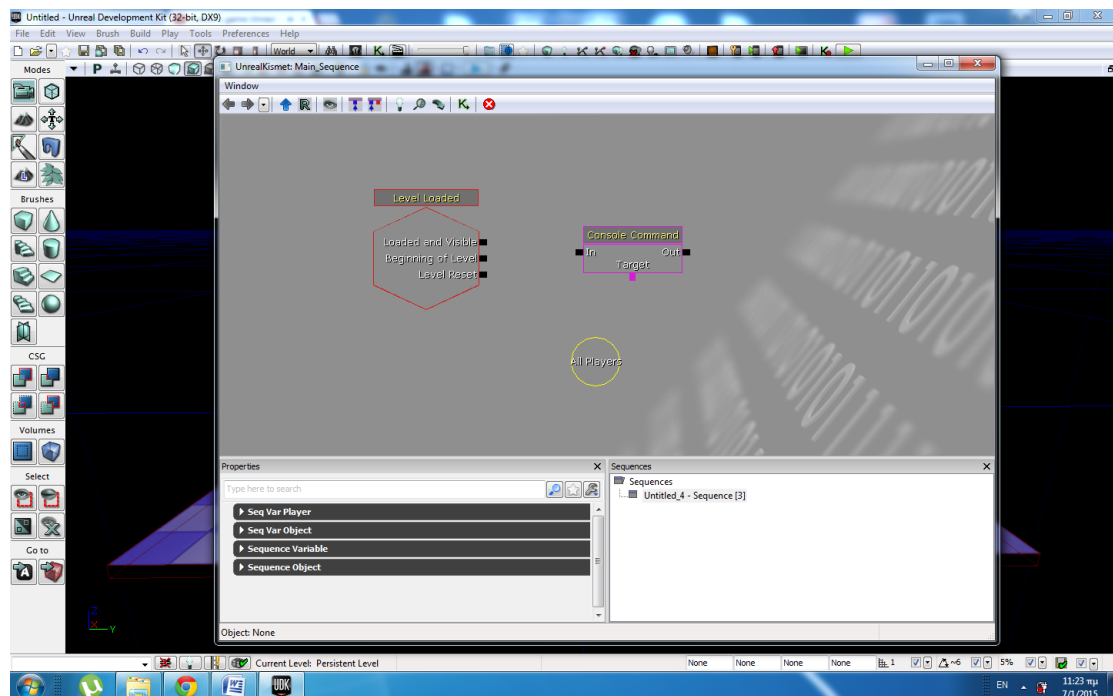 Untitled - Unreal Development Kit (32-bit, DX9)
File Edit View Brush Build Play Tools Preferences Help
World
Modes
P
UnrealKismet: Main_Sequence
Window
Level Loaded
Loaded and Visible
Beginning of Level
Level Reset
Console Command
In Out
Target
All Players
Brushes
CSG
Volumes
Select
Go to
Properties
Type here to search
Seq Var Player
Seq Var Object
Sequence Variable
Sequence Object
Sequences
Sequences
Untitled_4 - Sequence [3]
Object: None
Z
X Y
Current Level: Persistent Level
None None None None 1 ~6 5%
UDK
EN
11:23 πμ
7/1/2015